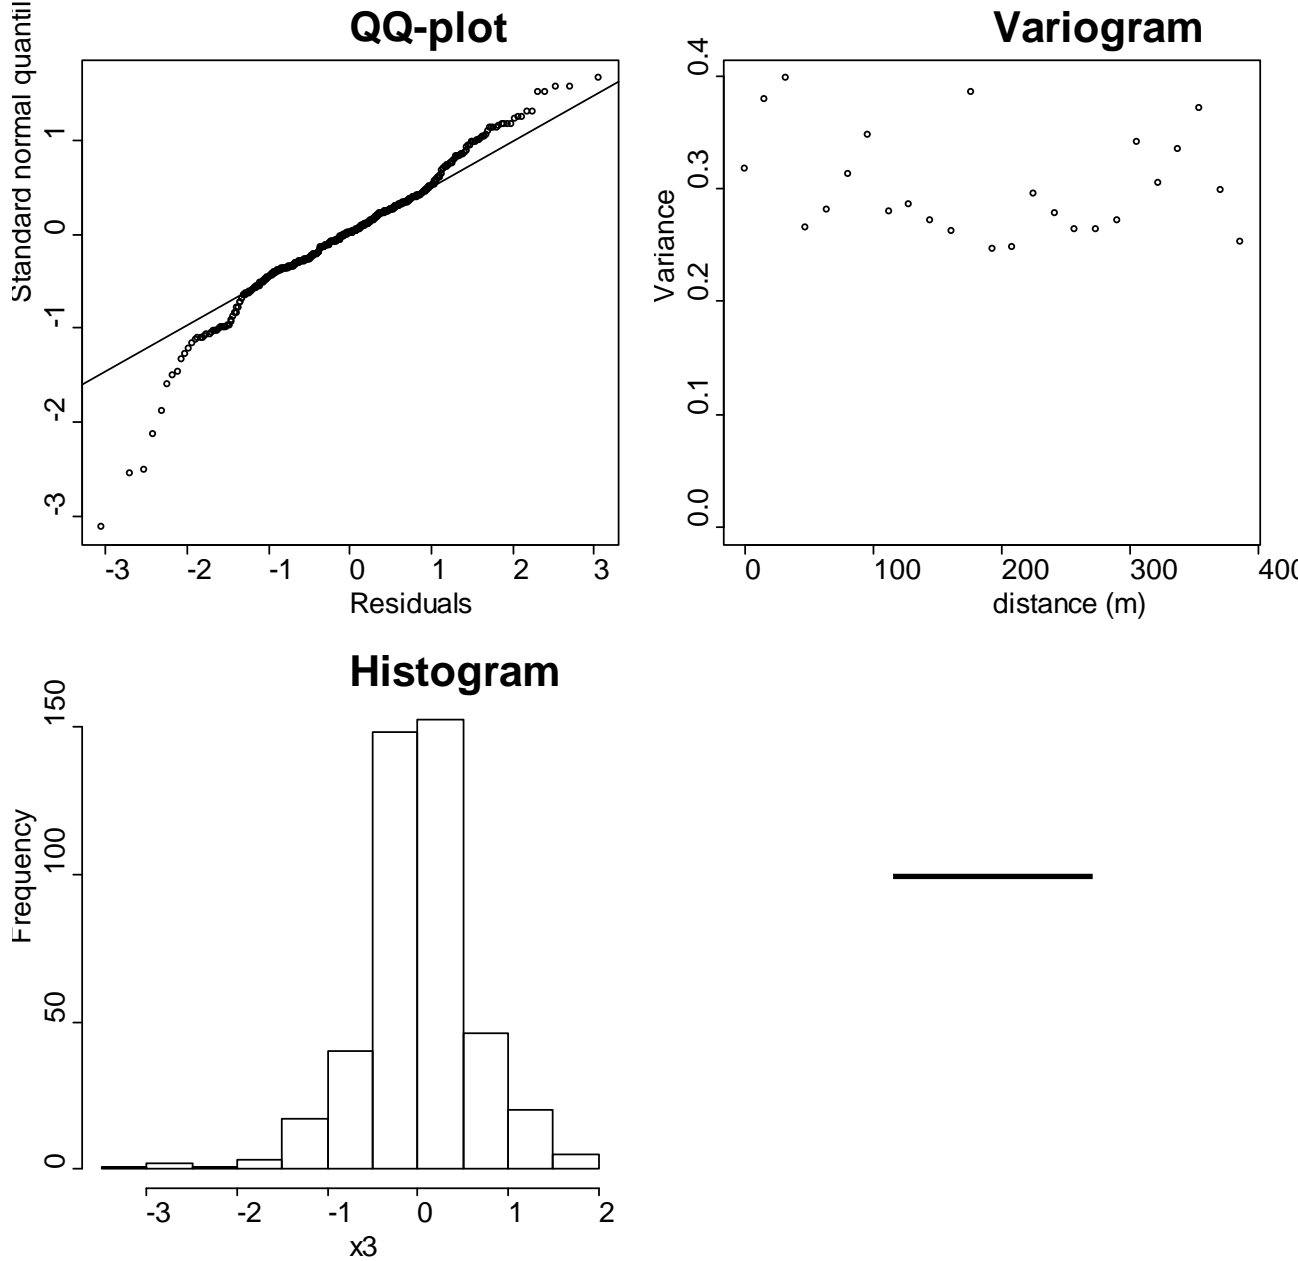 QQ-plot
Standard normal quantil
1
0
-1
-2
-3
-3 -2 -1 0 1 2 3
Residuals
Variogram
Variance
0.4
0.3
0.2
0.1
0.0
0 100 200 300 400
distance (m)
Histogram
Frequency
150
100
50
0
-3 -2 -1 0 1 2
x3